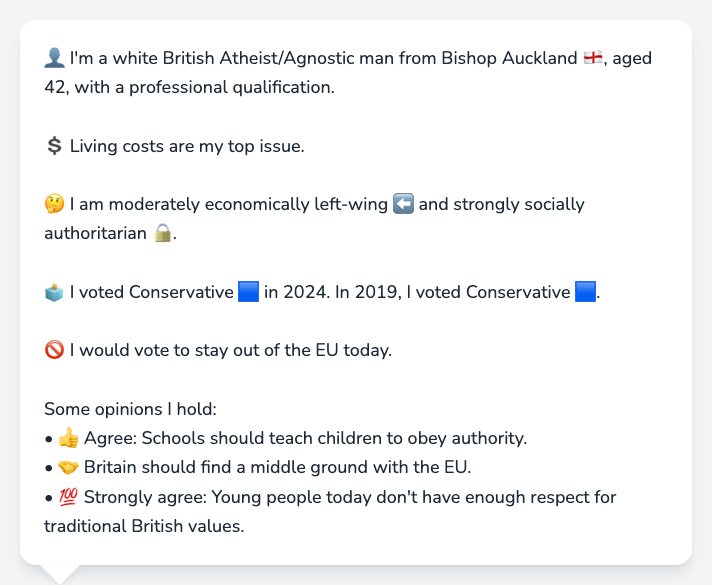 👤 I'm a white British Atheist/Agnostic man from Bishop Auckland 🏴󠁧󠁢󠁥󠁮󠁧󠁿, aged
42, with a professional qualification.
💲 Living costs are my top issue.
🤔 I am moderately economically left-wing ⬅️ and strongly socially
authoritarian 🔒.
🗳️ I voted Conservative 🟦 in 2024. In 2019, I voted Conservative 🟦.
🚫 I would vote to stay out of the EU today.
Some opinions I hold:
• 👍 Agree: Schools should teach children to obey authority.
• 🤝 Britain should find a middle ground with the EU.
• 💯 Strongly agree: Young people today don't have enough respect for
traditional British values.